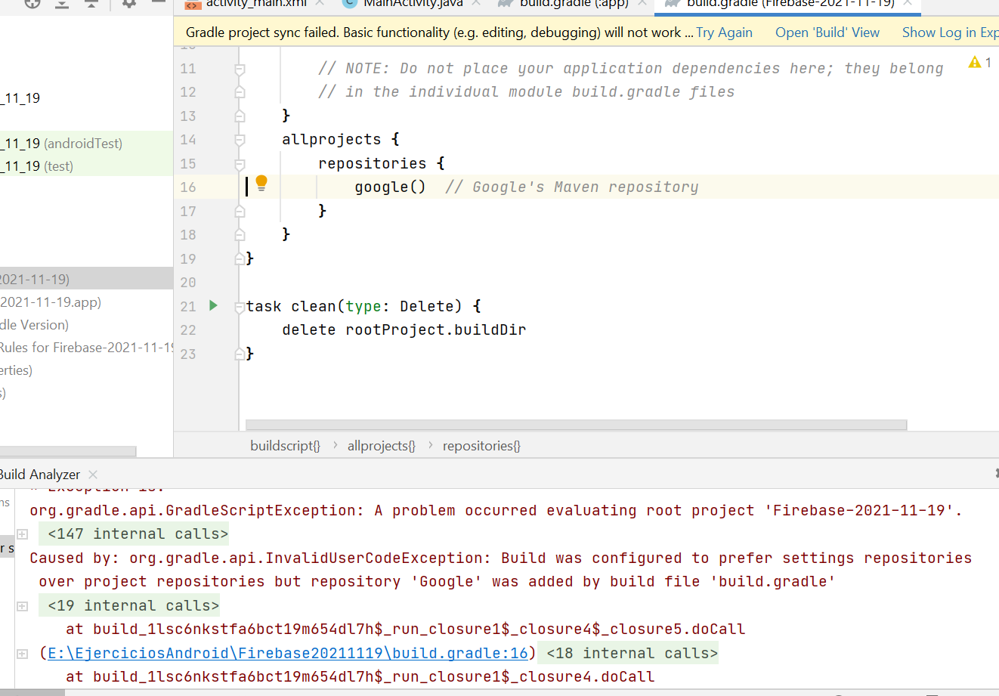 activity_main.xml
MainActivity.java
build.gradle (:app)
build.gradle (Firebase-2021-11-19)
Gradle project sync failed. Basic functionality (e.g. editing, debugging) will not work ... Try Again Open 'Build' View Show Log in Exp
_11_19
_11_19 (androidTest)
_11_19 (test)
2021-11-19)
2021-11-19.app)
dle Version)
Rules for Firebase-2021-11-19
erties)
s)
10
11 // NOTE: Do not place your application dependencies here; they belong
1
12 // in the individual module build.gradle files
13 }
14 allprojects {
15 repositories {
16 google() // Google's Maven repository
17 }
18 }
19 }
20
21 task clean(type: Delete) {
22 delete rootProject.buildDir
23 }
buildscript{} › allprojects{} › repositories{}
Build Analyzer
ns
r s
* Exception is:
org.gradle.api.GradleScriptException: A problem occurred evaluating root project 'Firebase-2021-11-19'.
<147 internal calls>
Caused by: org.gradle.api.InvalidUserCodeException: Build was configured to prefer settings repositories
over project repositories but repository 'Google' was added by build file 'build.gradle'
<19 internal calls>
at build_1lsc6nkstfa6bct19m654dl7h$_run_closure1$_closure4$_closure5.doCall
(E:\EjerciciosAndroid\Firebase20211119\build.gradle:16) <18 internal calls>
at build_1lsc6nkstfa6bct19m654dl7h$_run_closure1$_closure4.doCall